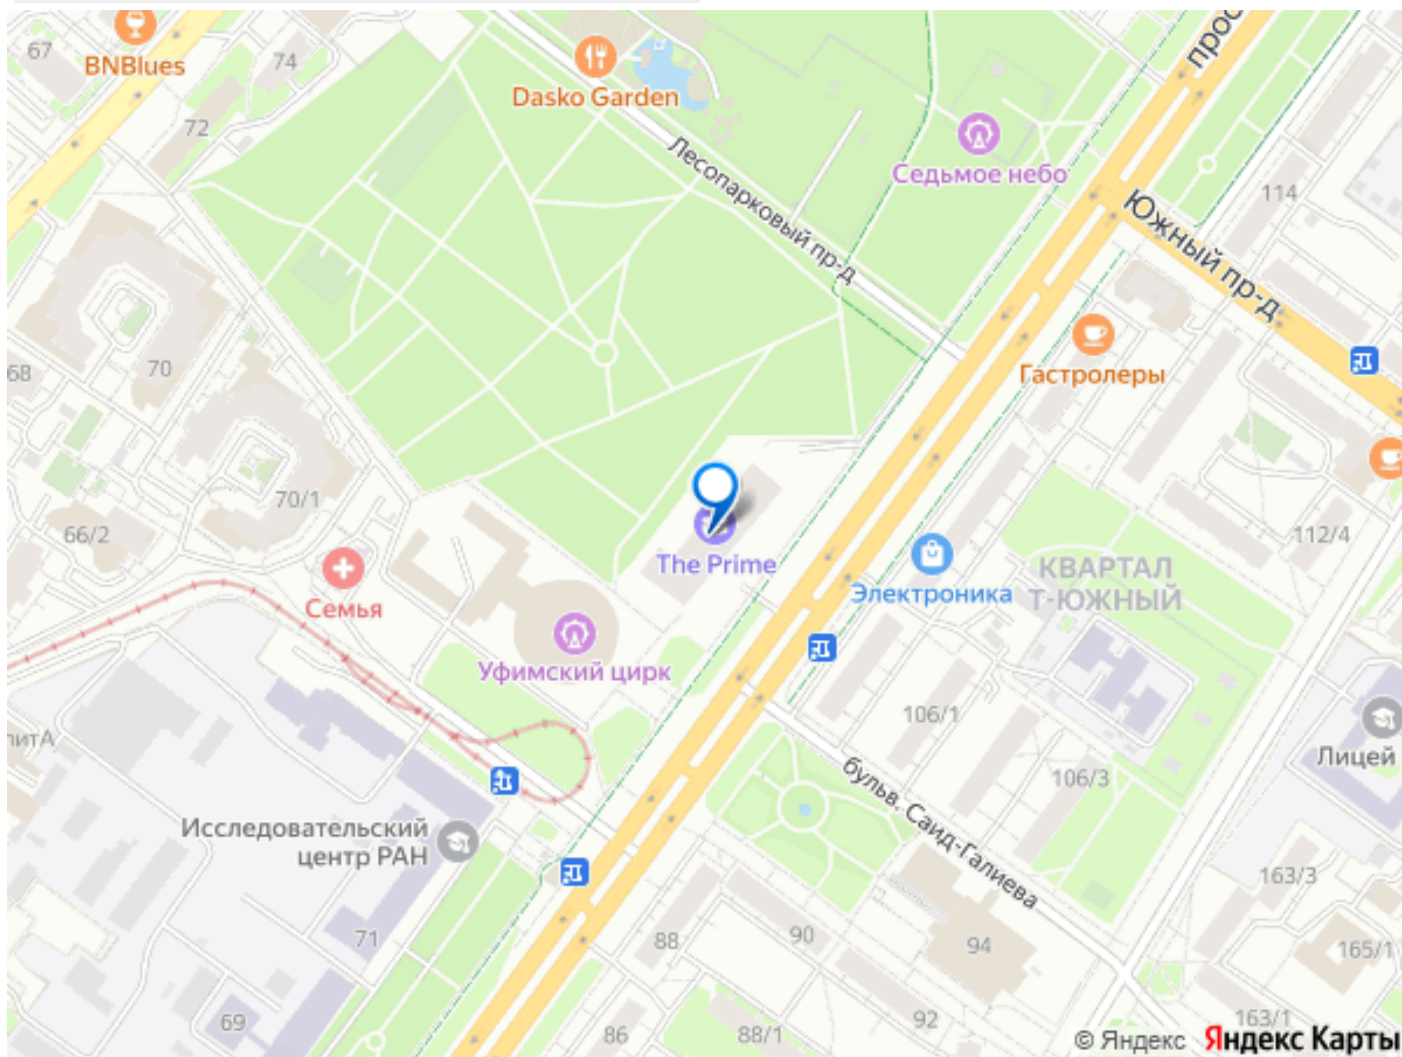 67
BNBlues
74
72
Dasko Garden
прос
Седьмое небо
Лесопарковый пр-д
114
Южный пр-д
Гастролеры
70
68
70/1
66/2
112/4
The Prime
Электроника
КВАРТАЛ
Т-ЮЖНЫЙ
Семья
Уфимский цирк
106/1
106/3
Лицей
литА
бульв. Саид-Галиева
Исследовательский
центр РАН
163/3
71
88
90
94
165/1
69
86
88/1
92
163/1
© Яндекс Яндекс Карты